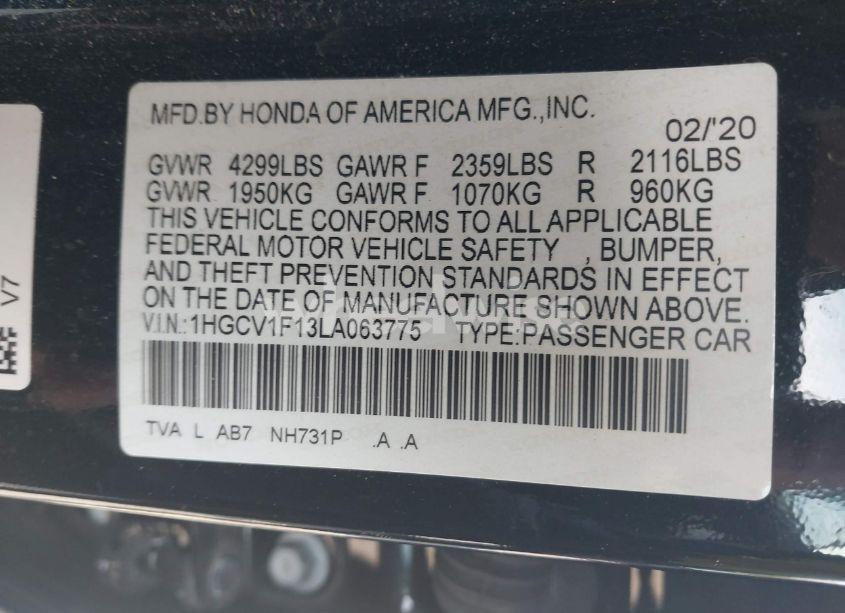 MFD.BY HONDA OF AMERICA MFG.,INC.
02/'20
GVWR 4299LBS GAWR F 2359LBS R 2116LBS
GVWR 1950KG GAWR F 1070KG R 960KG
THIS VEHICLE CONFORMS TO ALL APPLICABLE
FEDERAL MOTOR VEHICLE SAFETY , BUMPER,
AND THEFT PREVENTION STANDARDS IN EFFECT
ON THE DATE OF MANUFACTURE SHOWN ABOVE.
V.I.N.:1HGCV1F13LA063775 TYPE:PASSENGER CAR
TVA L AB7 NH731P .A .A
V7